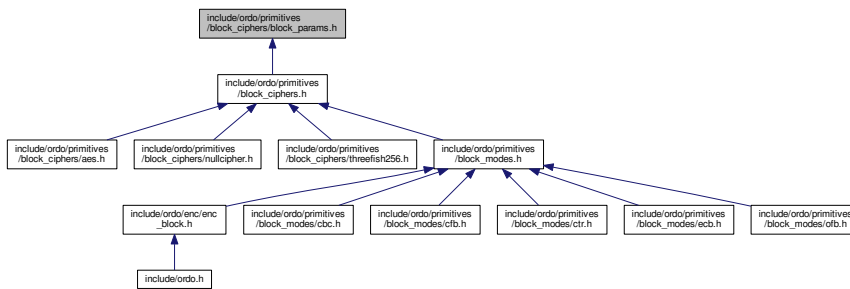 include/ordo/primitives
/block_ciphers/block_params.h
include/ordo/primitives
/block_ciphers.h
include/ordo/primitives
/block_ciphers/aes.h
include/ordo/primitives
/block_ciphers/nullcipher.h
include/ordo/primitives
/block_ciphers/threefish256.h
include/ordo/primitives
/block_modes.h
include/ordo/enc/enc
_block.h
include/ordo/primitives
/block_modes/cbc.h
include/ordo/primitives
/block_modes/cfb.h
include/ordo/primitives
/block_modes/ctr.h
include/ordo/primitives
/block_modes/ecb.h
include/ordo/primitives
/block_modes/ofb.h
include/ordo.h